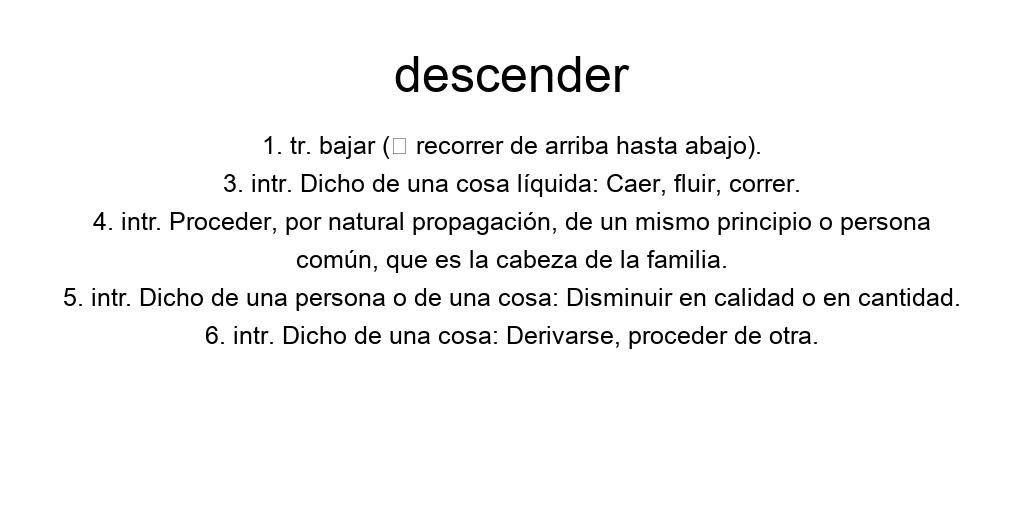 descender
1. tr. bajar (▯ recorrer de arriba hasta abajo).
3. intr. Dicho de una cosa líquida: Caer, fluir, correr.
4. intr. Proceder, por natural propagación, de un mismo principio o persona
común, que es la cabeza de la familia.
5. intr. Dicho de una persona o de una cosa: Disminuir en calidad o en cantidad.
6. intr. Dicho de una cosa: Derivarse, proceder de otra.